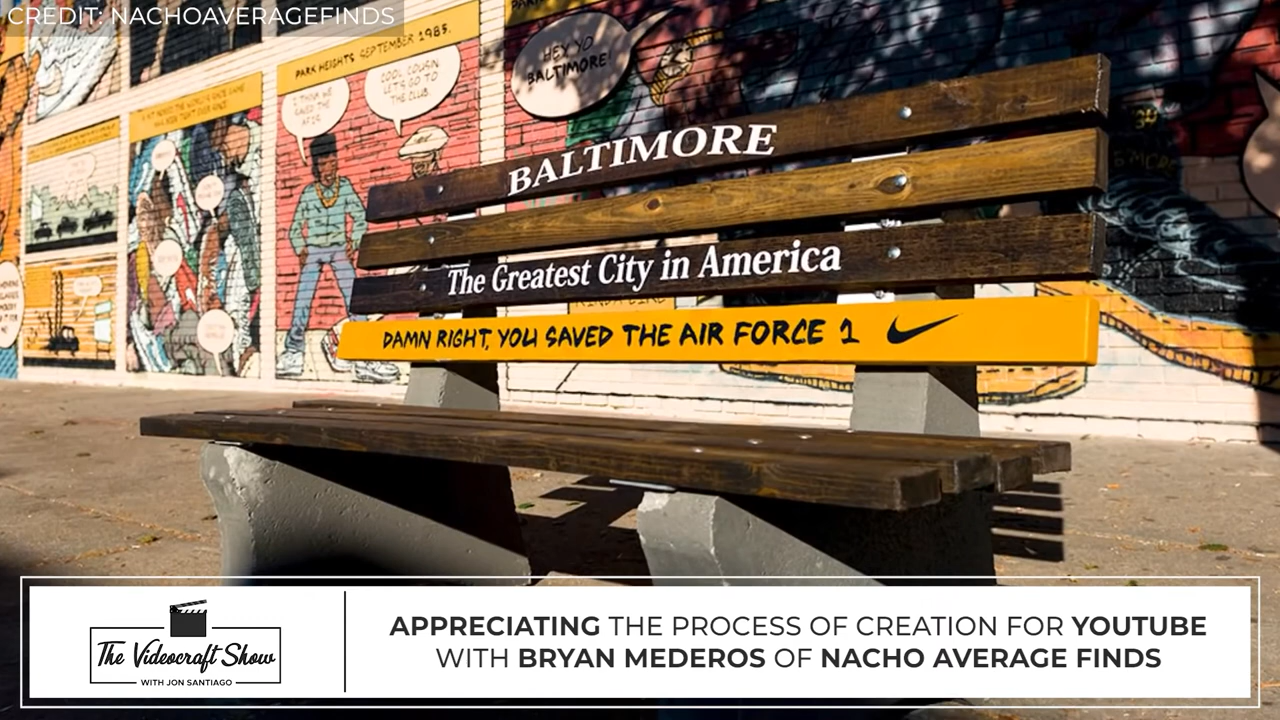 CREDIT: NACHOAVERAGEFINDS
PARK HEIGHTS SEPTEMBER 1985.
COOL COUSIN
LET'S GO TO
THE CLUB.
HEY YO
BALTIMORE!
BALTIMORE
The Greatest City in America
DAMN RIGHT, YOU SAVED THE AIR FORCE 1
The Videocraft Show
WITH JON SANTIAGO
APPRECIATING THE PROCESS OF CREATION FOR YOUTUBE
WITH BRYAN MEDEROS OF NACHO AVERAGE FINDS